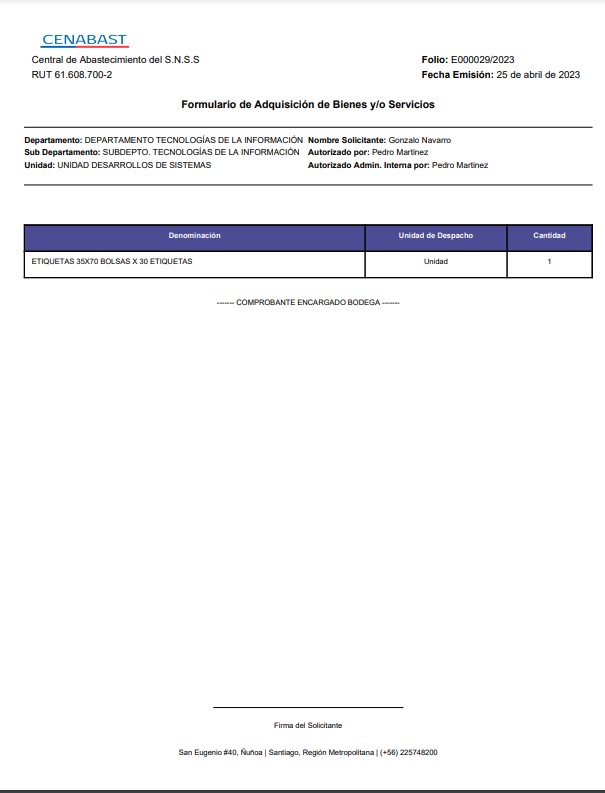 CENABAST
Central de Abastecimiento del S.N.S.S
RUT 61.608.700-2
Folio: E000029/2023
Fecha Emisión: 25 de abril de 2023
Formulario de Adquisición de Bienes y/o Servicios
Departamento: DEPARTAMENTO TECNOLOGÍAS DE LA INFORMACIÓN Nombre Solicitante: Gonzalo Navarro
Sub Departamento: SUBDEPTO. TECNOLOGÍAS DE LA INFORMACIÓN Autorizado por: Pedro Martinez
Unidad: UNIDAD DESARROLLOS DE SISTEMAS Autorizado Admin. Interna por: Pedro Martinez
Denominación Unidad de Despacho Cantidad
ETIQUETAS 35X70 BOLSAS X 30 ETIQUETAS Unidad 1
------- COMPROBANTE ENCARGADO BODEGA -------
Firma del Solicitante
San Eugenio #40, Ñuñoa | Santiago, Región Metropolitana | (+56) 225748200